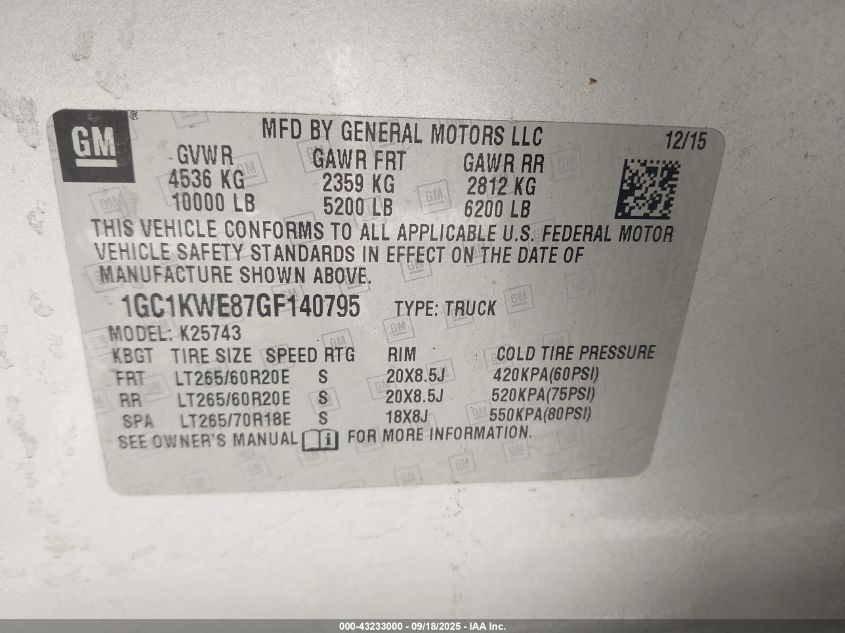 GM
®
MFD BY GENERAL MOTORS LLC 12/15
GVWR GAWR FRT GAWR RR
4536 KG 2359 KG 2812 KG
10000 LB 5200 LB 6200 LB
THIS VEHICLE CONFORMS TO ALL APPLICABLE U.S. FEDERAL MOTOR
VEHICLE SAFETY STANDARDS IN EFFECT ON THE DATE OF
MANUFACTURE SHOWN ABOVE.
1GC1KWE87GF140795 TYPE: TRUCK
MODEL: K25743
KBGT TIRE SIZE SPEED RTG RIM COLD TIRE PRESSURE
FRT LT265/60R20E S 20X8.5J 420KPA(60PSI)
RR LT265/60R20E S 20X8.5J 520KPA(75PSI)
SPA LT265/70R18E S 18X8J 550KPA(80PSI)
SEE OWNER'S MANUAL i FOR MORE INFORMATION.
000-43233000 - 09/18/2025 - IAA Inc.